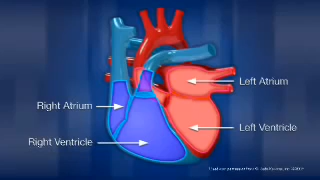 Left Atrium
Right Atrium
Left Ventricle
Right Ventricle